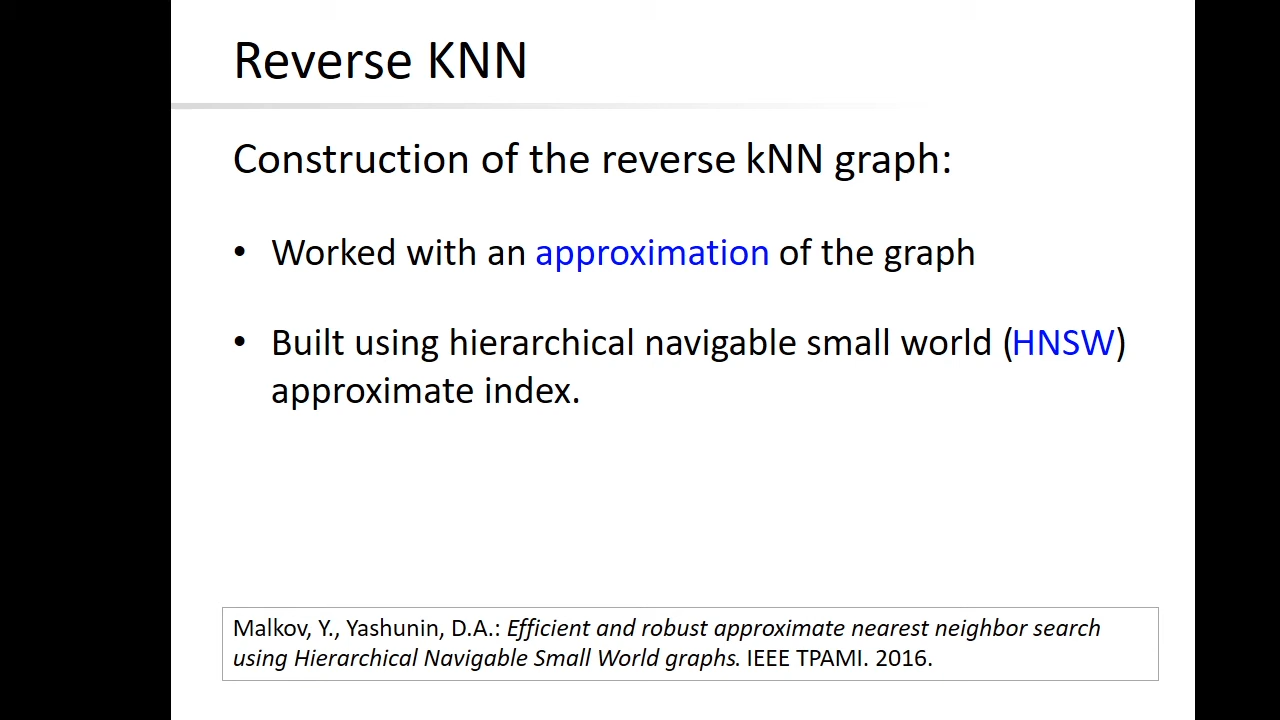 Reverse KNN
Construction of the reverse kNN graph:
• Worked with an approximation of the graph
• Built using hierarchical navigable small world (HNSW)
approximate index.
Malkov, Y., Yashunin, D.A.: Efficient and robust approximate nearest neighbor search
using Hierarchical Navigable Small World graphs. IEEE TPAMI. 2016.